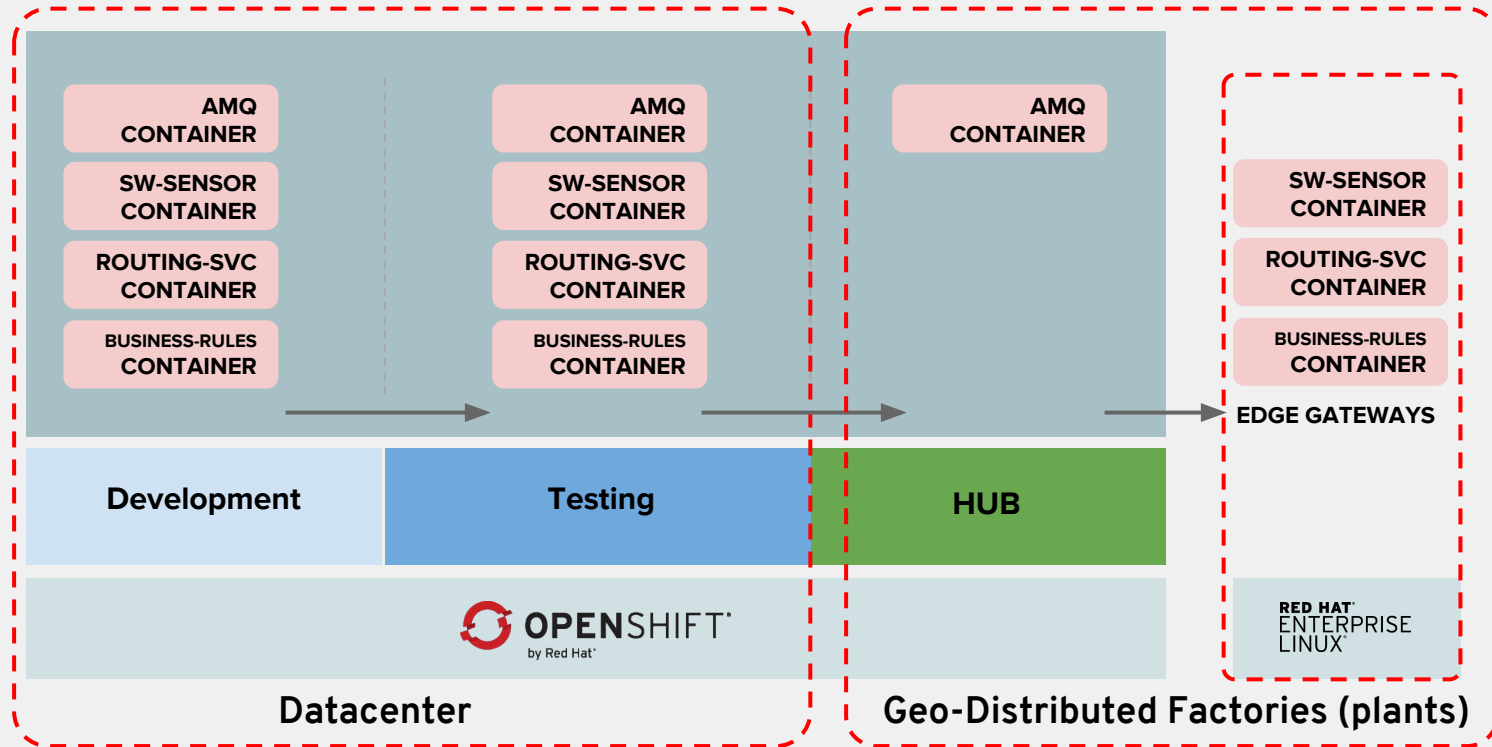 AMQ
CONTAINER
SW-SENSOR
CONTAINER
ROUTING-SVC
CONTAINER
BUSINESS-RULES
CONTAINER
AMQ
CONTAINER
SW-SENSOR
CONTAINER
ROUTING-SVC
CONTAINER
BUSINESS-RULES
CONTAINER
AMQ
CONTAINER
SW-SENSOR
CONTAINER
ROUTING-SVC
CONTAINER
BUSINESS-RULES
CONTAINER
EDGE GATEWAYS
Development
Testing
HUB
OPENSHIFT
by Red Hat
RED HAT
ENTERPRISE
LINUX
Datacenter
Geo-Distributed Factories (plants)